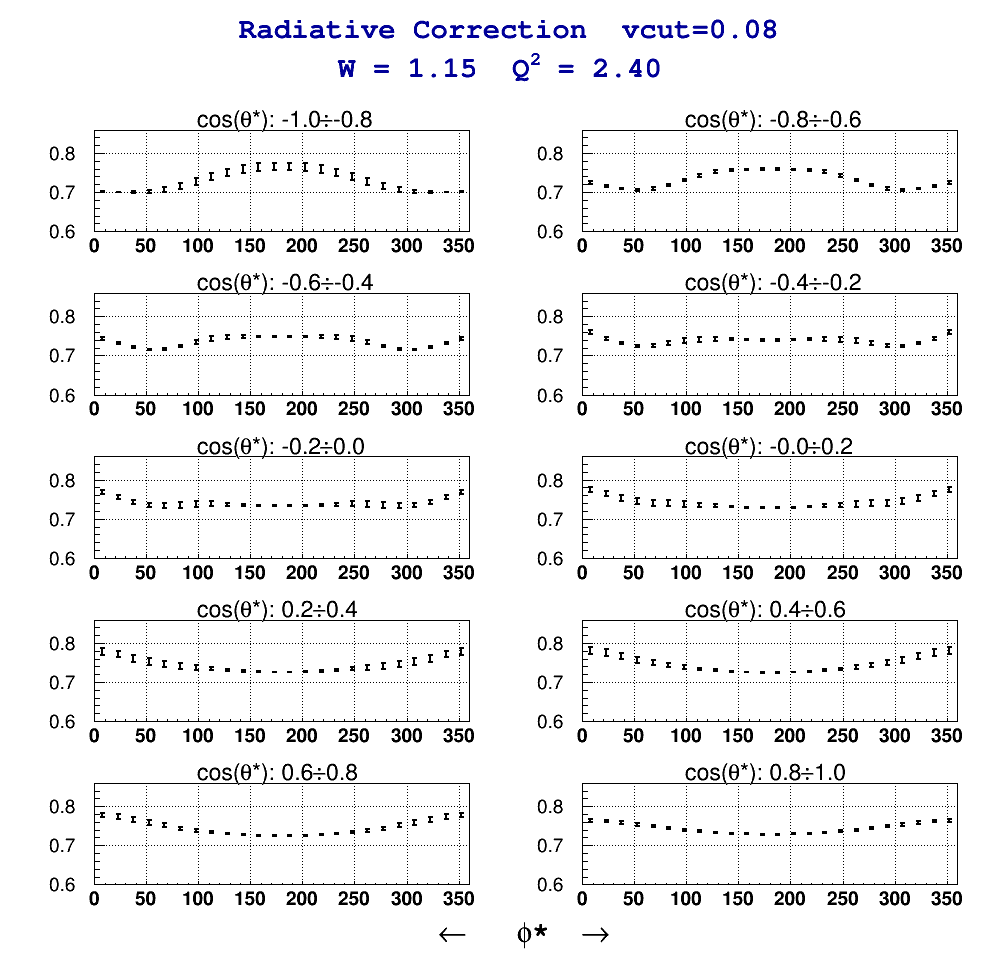 Radiative Correction vcut=0.08
W = 1.15 Q² = 2.40
cos(θ*): -1.0÷-0.8
0.8
0.7
0.6
0 50 100 150 200 250 300 350
cos(θ*): -0.8÷-0.6
0.8
0.7
0.6
0 50 100 150 200 250 300 350
cos(θ*): -0.6÷-0.4
0.8
0.7
0.6
0 50 100 150 200 250 300 350
cos(θ*): -0.4÷-0.2
0.8
0.7
0.6
0 50 100 150 200 250 300 350
cos(θ*): -0.2÷0.0
0.8
0.7
0.6
0 50 100 150 200 250 300 350
cos(θ*): -0.0÷0.2
0.8
0.7
0.6
0 50 100 150 200 250 300 350
cos(θ*): 0.2÷0.4
0.8
0.7
0.6
0 50 100 150 200 250 300 350
cos(θ*): 0.4÷0.6
0.8
0.7
0.6
0 50 100 150 200 250 300 350
cos(θ*): 0.6÷0.8
0.8
0.7
0.6
0 50 100 150 200 250 300 350
cos(θ*): 0.8÷1.0
0.8
0.7
0.6
0 50 100 150 200 250 300 350
← ϕ* →